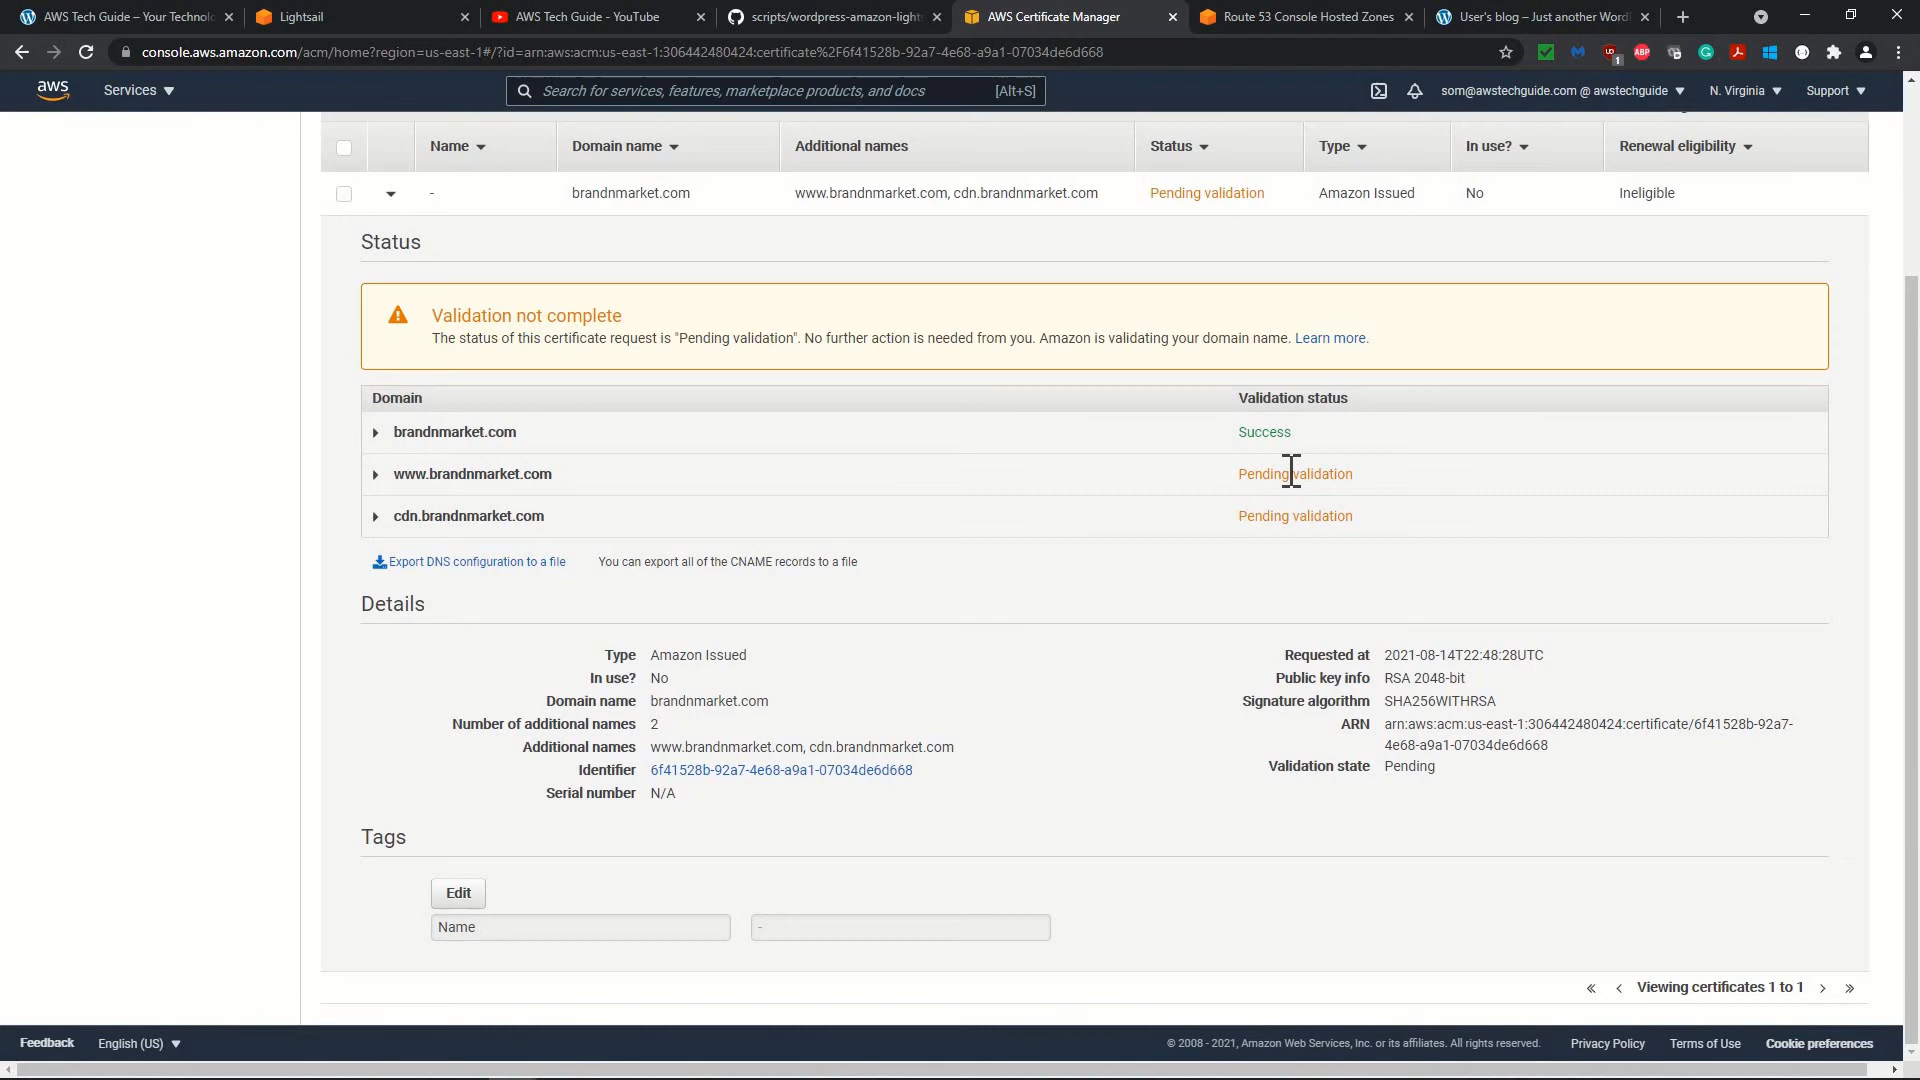 AWS Tech Guide – Your Technolo
Lightsail
AWS Tech Guide - YouTube
scripts/wordpress-amazon-lights
AWS Certificate Manager
Route 53 Console Hosted Zones
User's blog – Just another Word
console.aws.amazon.com/acm/home?region=us-east-1#/?id=arn:aws:acm:us-east-1:306442480424:certificate%2F6f41528b-92a7-4e68-a9a1-07034de6d668
ABP
1
aws
Services
Search for services, features, marketplace products, and docs
[Alt+S]
som@awstechguide.com @ awstechguide
N. Virginia
Support
Name
Domain name
Additional names
Status
Type
In use?
Renewal eligibility
-
brandnmarket.com
www.brandnmarket.com, cdn.brandnmarket.com
Pending validation
Amazon Issued
No
Ineligible
Status
Validation not complete
The status of this certificate request is "Pending validation". No further action is needed from you. Amazon is validating your domain name. Learn more.
Domain
Validation status
brandnmarket.com
Success
www.brandnmarket.com
Pending validation
cdn.brandnmarket.com
Pending validation
Export DNS configuration to a file
You can export all of the CNAME records to a file
Details
Type Amazon Issued
In use? No
Domain name brandnmarket.com
Number of additional names 2
Additional names www.brandnmarket.com, cdn.brandnmarket.com
Identifier 6f41528b-92a7-4e68-a9a1-07034de6d668
Serial number N/A
Requested at 2021-08-14T22:48:28UTC
Public key info RSA 2048-bit
Signature algorithm SHA256WITHRSA
ARN arn:aws:acm:us-east-1:306442480424:certificate/6f41528b-92a7-
4e68-a9a1-07034de6d668
Validation state Pending
Tags
Edit
Name
-
« ‹ Viewing certificates 1 to 1 › »
Feedback
English (US)
© 2008 - 2021, Amazon Web Services, Inc. or its affiliates. All rights reserved.
Privacy Policy
Terms of Use
Cookie preferences